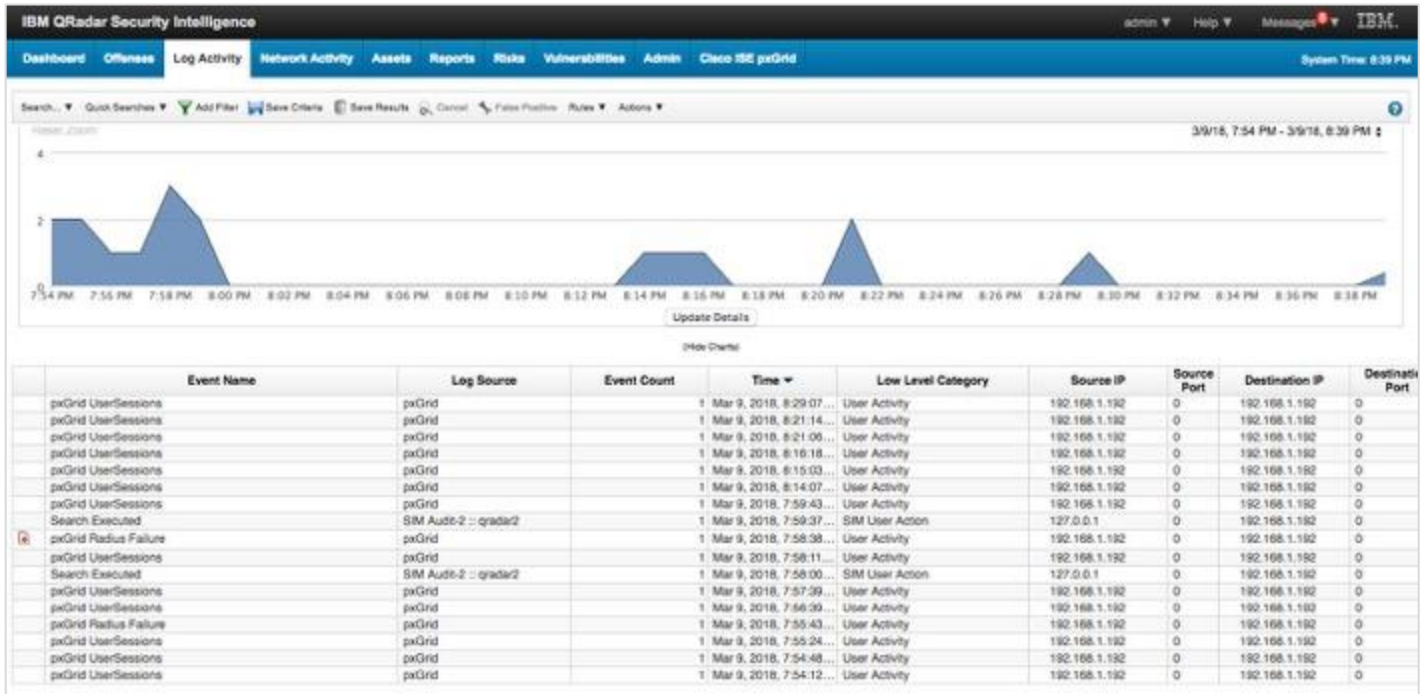 IBM QRadar Security Intelligence admin ▼ Help ▼ Messages 8 ▼ IBM.
Dashboard Offenses Log Activity Network Activity Assets Reports Risks Vulnerabilities Admin Cisco ISE pxGrid System Time: 8:39 PM
Search... ▼ Quick Searches ▼ Add Filter Save Criteria Save Results Cancel False Positive Rules ▼ Actions ▼
Reset Zoom 3/9/18, 7:54 PM - 3/9/18, 8:39 PM
4
2
0
7:54 PM 7:56 PM 7:58 PM 8:00 PM 8:02 PM 8:04 PM 8:06 PM 8:08 PM 8:10 PM 8:12 PM 8:14 PM 8:16 PM 8:18 PM 8:20 PM 8:22 PM 8:24 PM 8:26 PM 8:28 PM 8:30 PM 8:32 PM 8:34 PM 8:36 PM 8:38 PM
Update Details
(Hide Charts)
Event Name Log Source Event Count Time ▼ Low Level Category Source IP Source Port Destination IP Destinati Port
pxGrid UserSessions pxGrid 1 Mar 9, 2018, 8:29:07... User Activity 192.168.1.192 0 192.168.1.192 0
pxGrid UserSessions pxGrid 1 Mar 9, 2018, 8:21:14... User Activity 192.168.1.192 0 192.168.1.192 0
pxGrid UserSessions pxGrid 1 Mar 9, 2018, 8:21:06... User Activity 192.168.1.192 0 192.168.1.192 0
pxGrid UserSessions pxGrid 1 Mar 9, 2018, 8:16:18... User Activity 192.168.1.192 0 192.168.1.192 0
pxGrid UserSessions pxGrid 1 Mar 9, 2018, 8:15:03... User Activity 192.168.1.192 0 192.168.1.192 0
pxGrid UserSessions pxGrid 1 Mar 9, 2018, 8:14:07... User Activity 192.168.1.192 0 192.168.1.192 0
pxGrid UserSessions pxGrid 1 Mar 9, 2018, 7:59:43... User Activity 192.168.1.192 0 192.168.1.192 0
Search Executed SIM Audit-2 :: qradar2 1 Mar 9, 2018, 7:59:37... SIM User Action 127.0.0.1 0 192.168.1.192 0
pxGrid Radius Failure pxGrid 1 Mar 9, 2018, 7:58:38... User Activity 192.168.1.192 0 192.168.1.192 0
pxGrid UserSessions pxGrid 1 Mar 9, 2018, 7:58:11... User Activity 192.168.1.192 0 192.168.1.192 0
Search Executed SIM Audit-2 :: qradar2 1 Mar 9, 2018, 7:58:00... SIM User Action 127.0.0.1 0 192.168.1.192 0
pxGrid UserSessions pxGrid 1 Mar 9, 2018, 7:57:39... User Activity 192.168.1.192 0 192.168.1.192 0
pxGrid UserSessions pxGrid 1 Mar 9, 2018, 7:56:39... User Activity 192.168.1.192 0 192.168.1.192 0
pxGrid Radius Failure pxGrid 1 Mar 9, 2018, 7:55:43... User Activity 192.168.1.192 0 192.168.1.192 0
pxGrid UserSessions pxGrid 1 Mar 9, 2018, 7:55:24... User Activity 192.168.1.192 0 192.168.1.192 0
pxGrid UserSessions pxGrid 1 Mar 9, 2018, 7:54:48... User Activity 192.168.1.192 0 192.168.1.192 0
pxGrid UserSessions pxGrid 1 Mar 9, 2018, 7:54:12... User Activity 192.168.1.192 0 192.168.1.192 0